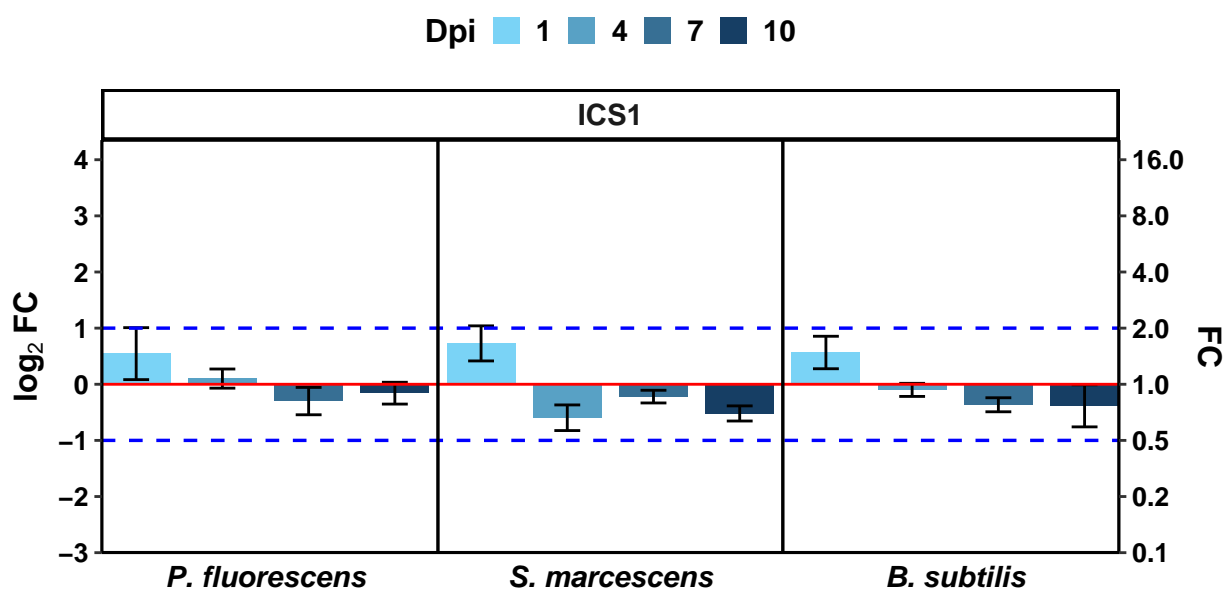 Dpi 1 4 7 10
ICS1
4 16.0
3 8.0
2 4.0
1 2.0
0 1.0
−1 0.5
−2 0.2
−3 0.1
log₂ FC
FC
P. fluorescens S. marcescens B. subtilis